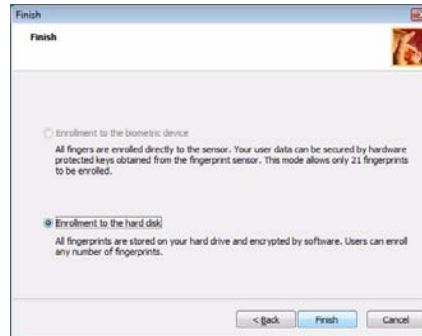 Finish
Finish
Enrollment to the biometric device
All fingers are enrolled directly to the sensor. Your user data can be secured by hardware
protected keys obtained from the fingerprint sensor. This mode allows only 21 fingerprints
to be enrolled.
Enrollment to the hard disk
All fingerprints are stored on your hard drive and encrypted by software. Users can enroll
any number of fingerprints.
< Back Finish Cancel